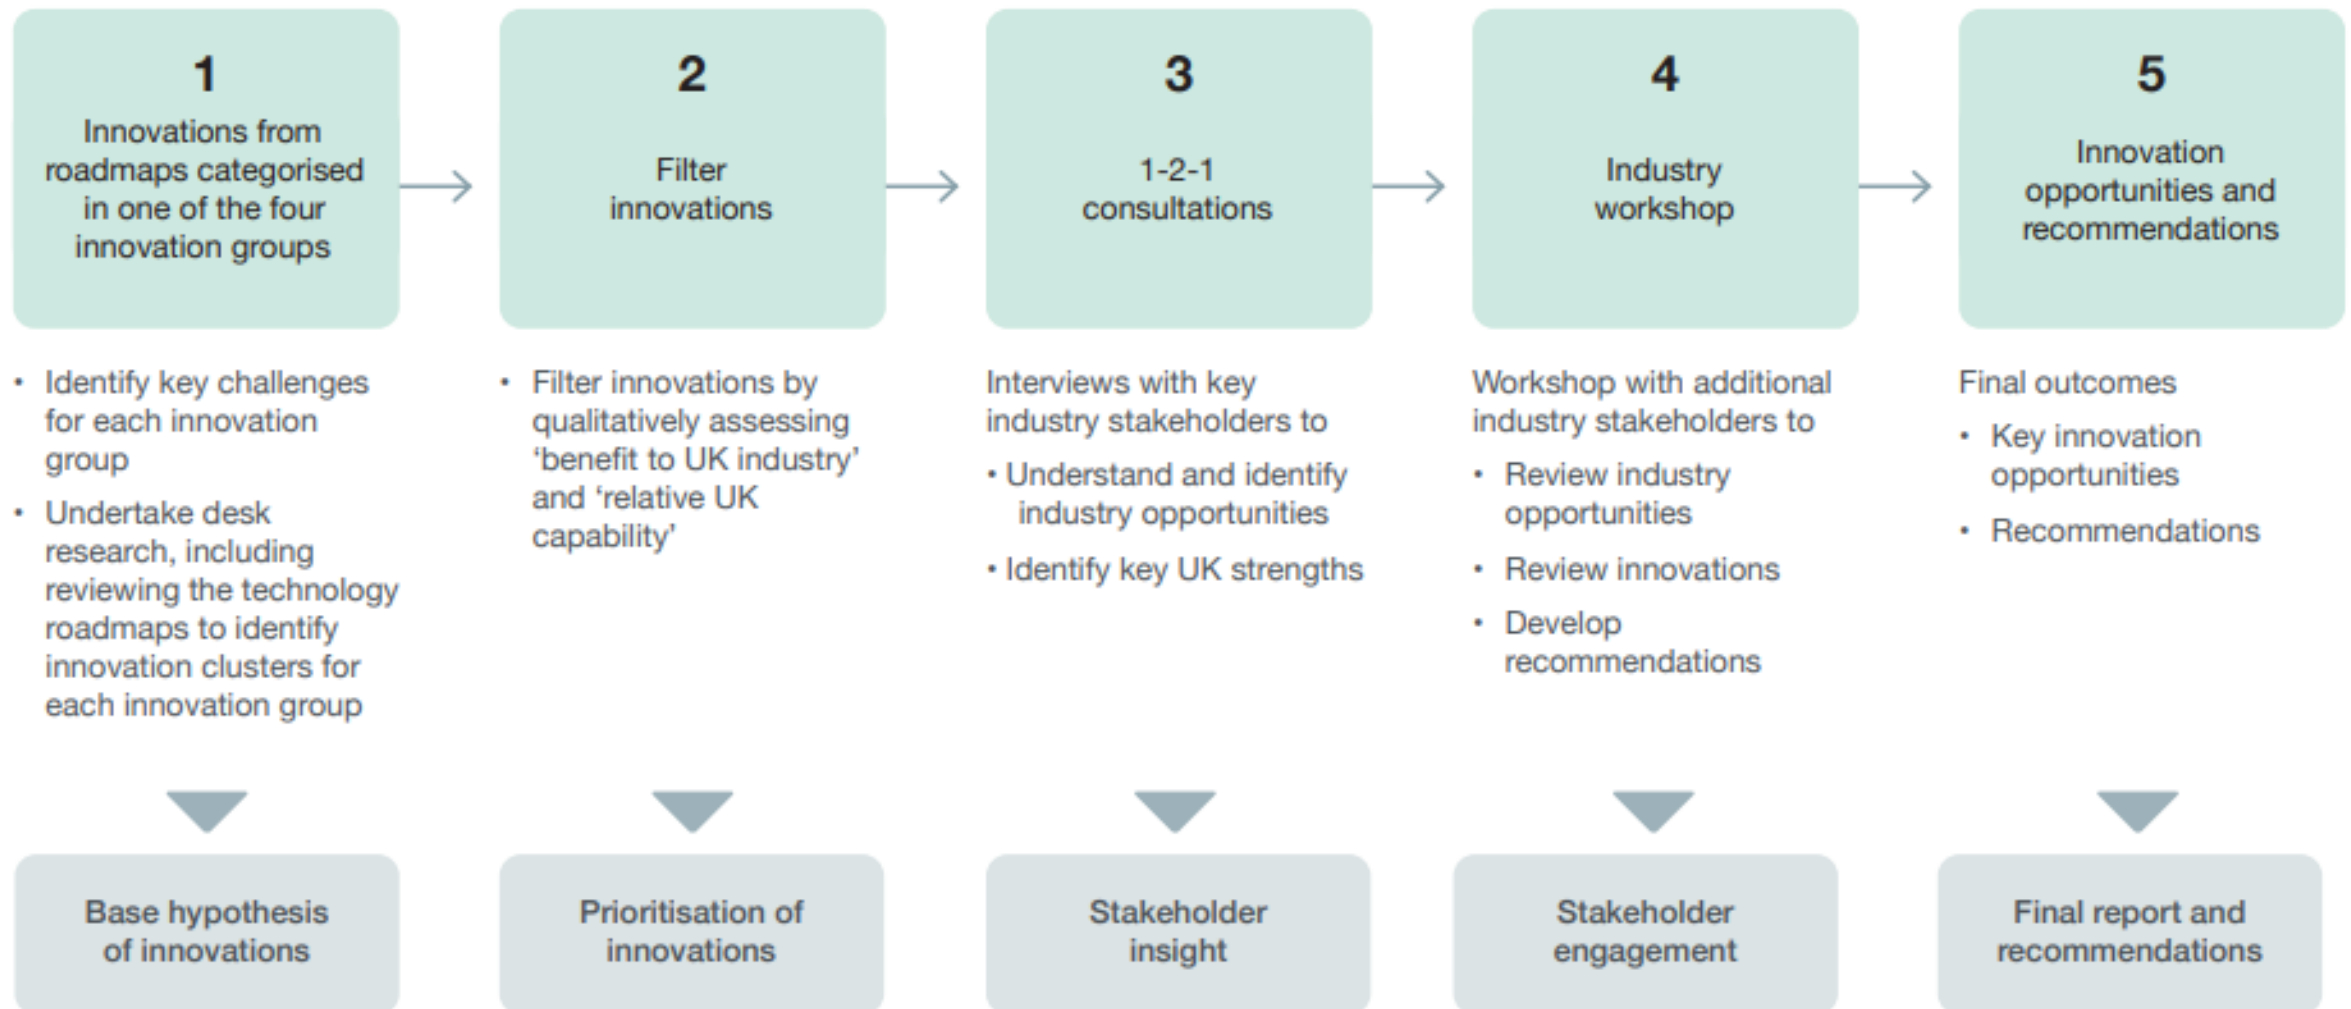 1
Innovations from
roadmaps categorised
in one of the four
innovation groups
2
Filter
innovations
3
1-2-1
consultations
4
Industry
workshop
5
Innovation
opportunities and
recommendations
• Identify key challenges
for each innovation
group
• Undertake desk
research, including
reviewing the technology
roadmaps to identify
innovation clusters for
each innovation group
• Filter innovations by
qualitatively assessing
‘benefit to UK industry’
and ‘relative UK
capability’
Interviews with key
industry stakeholders to
• Understand and identify
industry opportunities
• Identify key UK strengths
Workshop with additional
industry stakeholders to
• Review industry
opportunities
• Review innovations
• Develop
recommendations
Final outcomes
• Key innovation
opportunities
• Recommendations
Base hypothesis
of innovations
Prioritisation of
innovations
Stakeholder
insight
Stakeholder
engagement
Final report and
recommendations